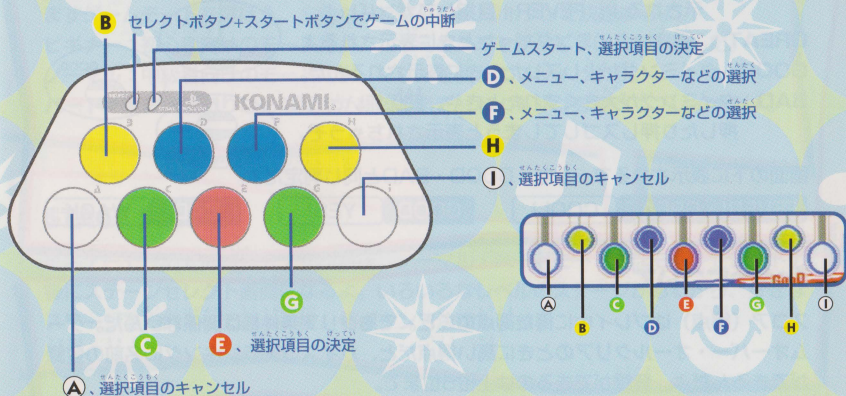 B セレクトボタン+スタートボタンでゲームの中断
ゲームスタート、選択項目の決定
D、メニュー、キャラクターなどの選択
F、メニュー、キャラクターなどの選択
H
I、選択項目のキャンセル
KONAMI
B D F H
A C E G i
G
C
E、選択項目の決定
A、選択項目のキャンセル
GooD
A C E G I
B D F H